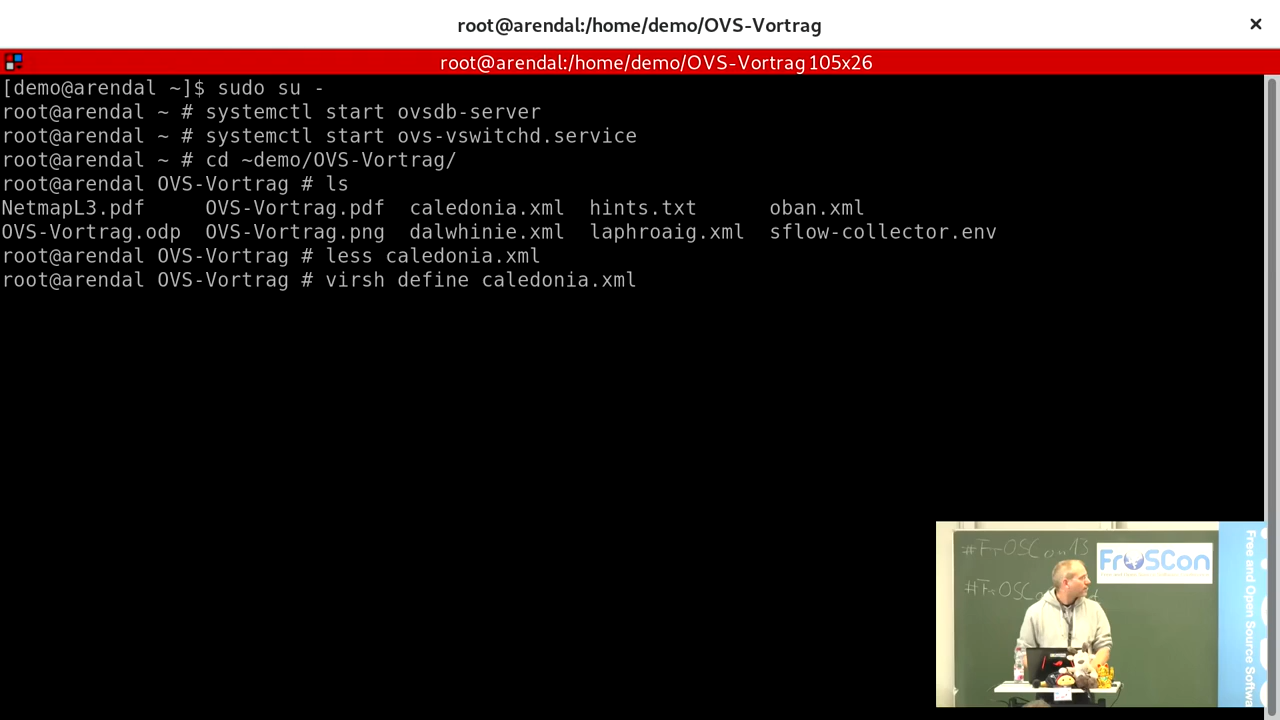 root@arendal:/home/demo/OVS-Vortrag
root@arendal:/home/demo/OVS-Vortrag 105x26
[demo@arendal ~]$ sudo su -
root@arendal ~ # systemctl start ovsdb-server
root@arendal ~ # systemctl start ovs-vswitchd.service
root@arendal ~ # cd ~demo/OVS-Vortrag/
root@arendal OVS-Vortrag # ls
NetmapL3.pdf OVS-Vortrag.pdf caledonia.xml hints.txt oban.xml
OVS-Vortrag.odp OVS-Vortrag.png dalwhinie.xml laphroaig.xml sflow-collector.env
root@arendal OVS-Vortrag # less caledonia.xml
root@arendal OVS-Vortrag # virsh define caledonia.xml
#FrOSCon13
FrOSCon
Free and Open Source Softwa